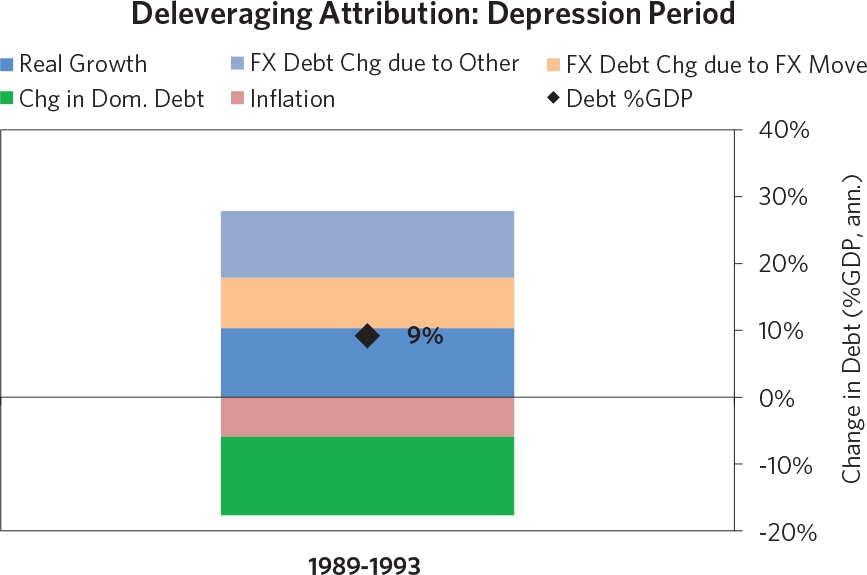 Deleveraging Attribution: Depression Period
Real Growth
FX Debt Chg due to Other
FX Debt Chg due to FX Move
Chg in Dom. Debt
Inflation
Debt %GDP
40%
30%
20%
10%
0%
-10%
-20%
Change in Debt (%GDP, ann.)
9%
1989-1993